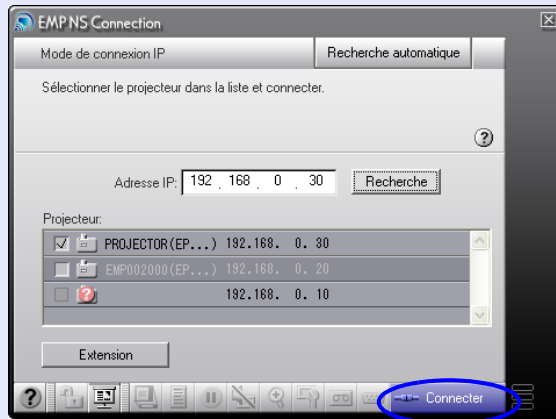 EMP NS Connection
Mode de connexion IP
Recherche automatique
Sélectionner le projecteur dans la liste et connecter.
Adresse IP: 192 . 168 . 0 . 30 Recherche
Projecteur:
PROJECTOR(EP...) 192.168. 0. 30
EMP002000(EP...) 192.168. 0. 20
192.168. 0. 10
Extension
Connecter